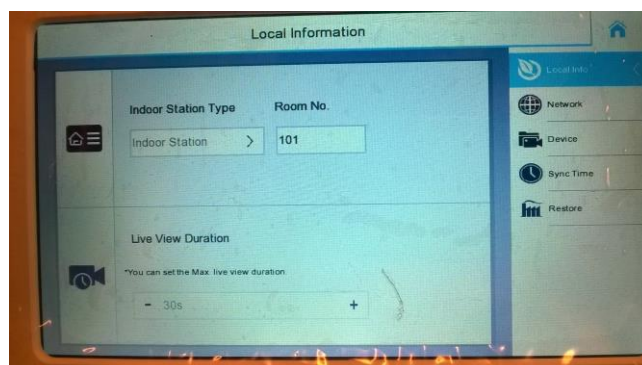 Local Information
Indoor Station Type
Room No.
Indoor Station >
101
Live View Duration
*You can set the Max. live view duration
- 30s +
Local Info
Network
Device
Sync Time
Restore